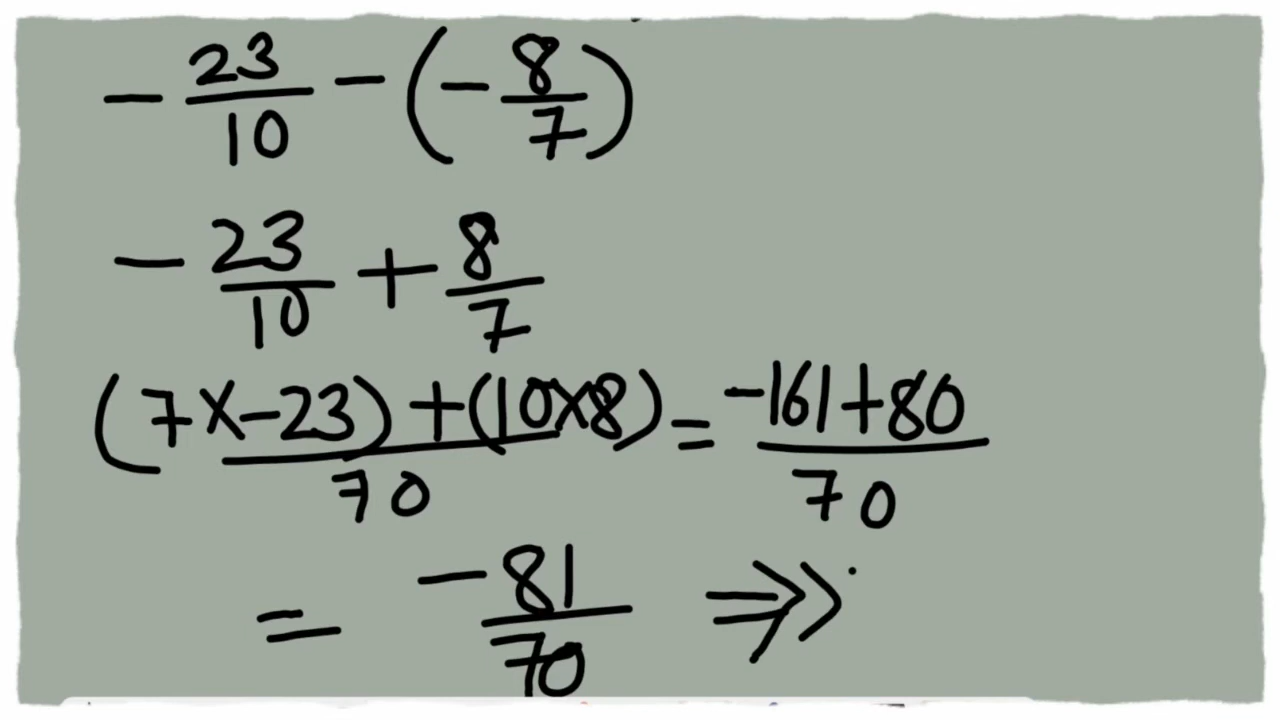 - 23/10 - (- 8/7)
- 23/10 + 8/7
(7 × -23) + (10×8) / 70 = -161+80 / 70
= -81/70 ⇒>